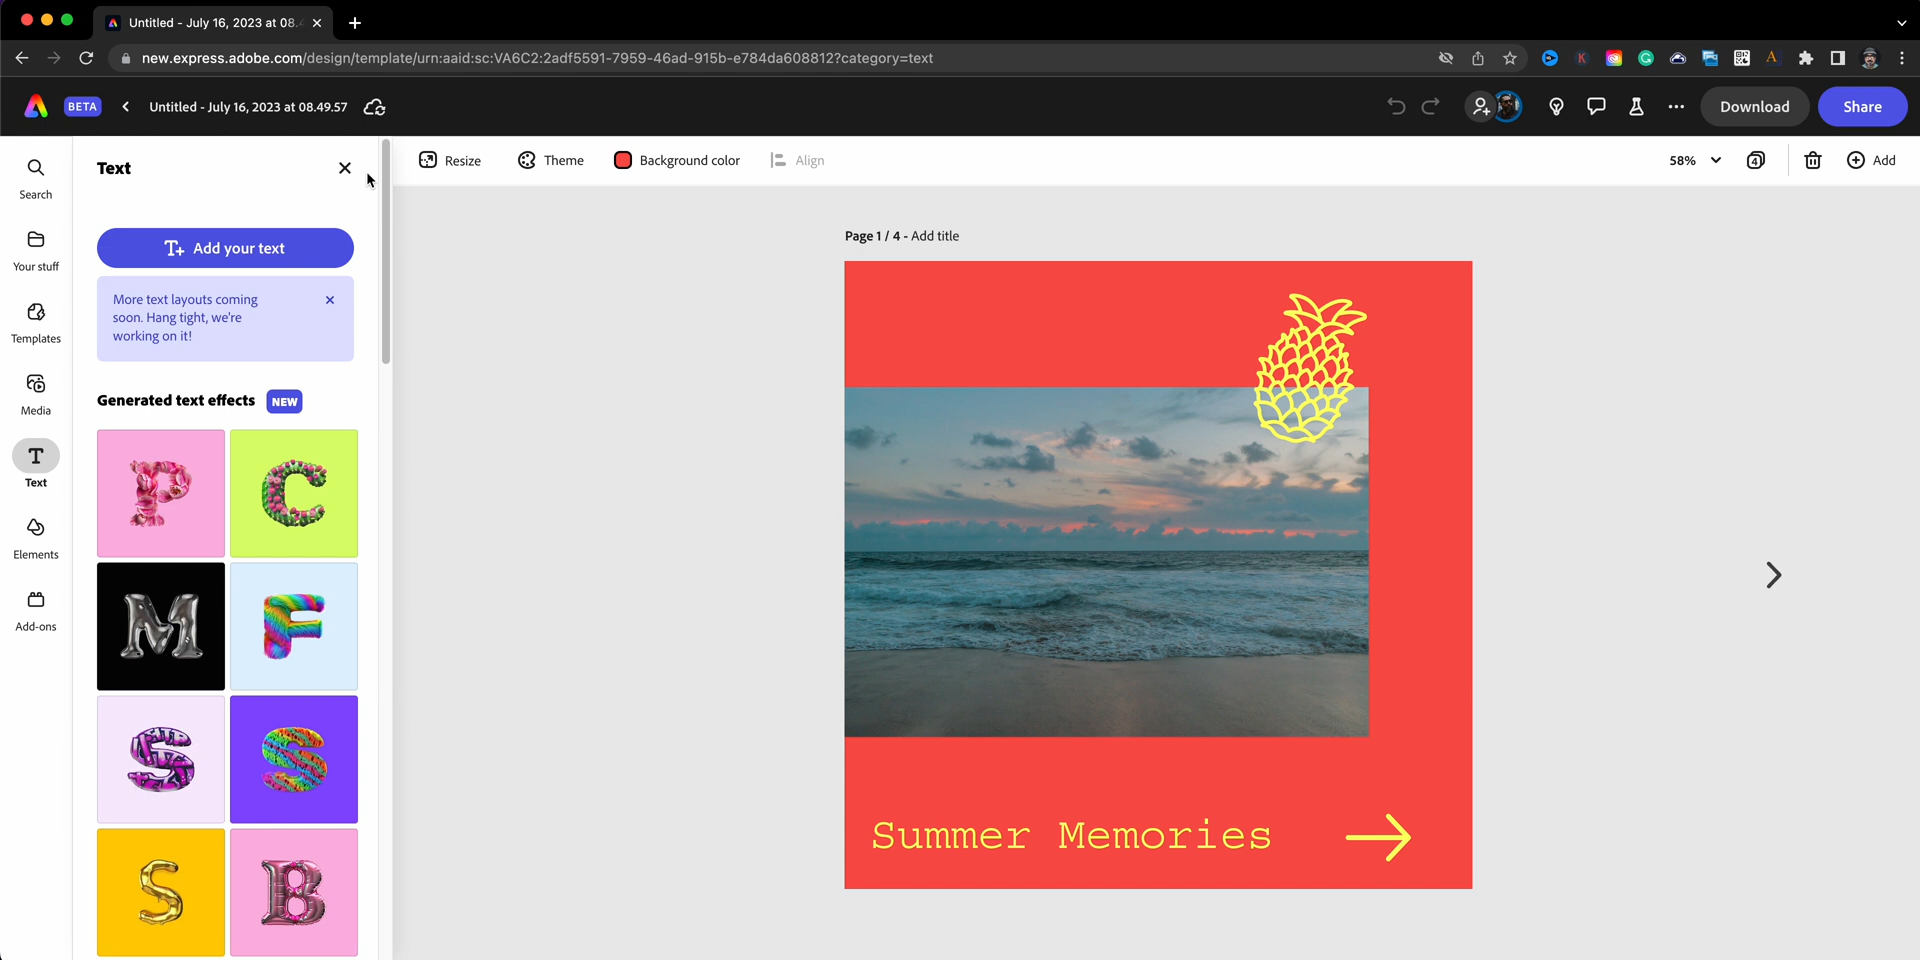 Untitled - July 16, 2023 at 08.4
new.express.adobe.com/design/template/urn:aaid:sc:VA6C2:2adf5591-7959-46ad-915b-e784da608812?category=text
BETA
Untitled - July 16, 2023 at 08.49.57
Download
Share
Search
Your stuff
Templates
Media
Text
Elements
Add-ons
Text
Add your text
More text layouts coming
soon. Hang tight, we're
working on it!
Generated text effects NEW
P C
M F
S S
S B
Resize Theme Background color Align
58% 4 Add
Page 1 / 4 - Add title
Summer Memories